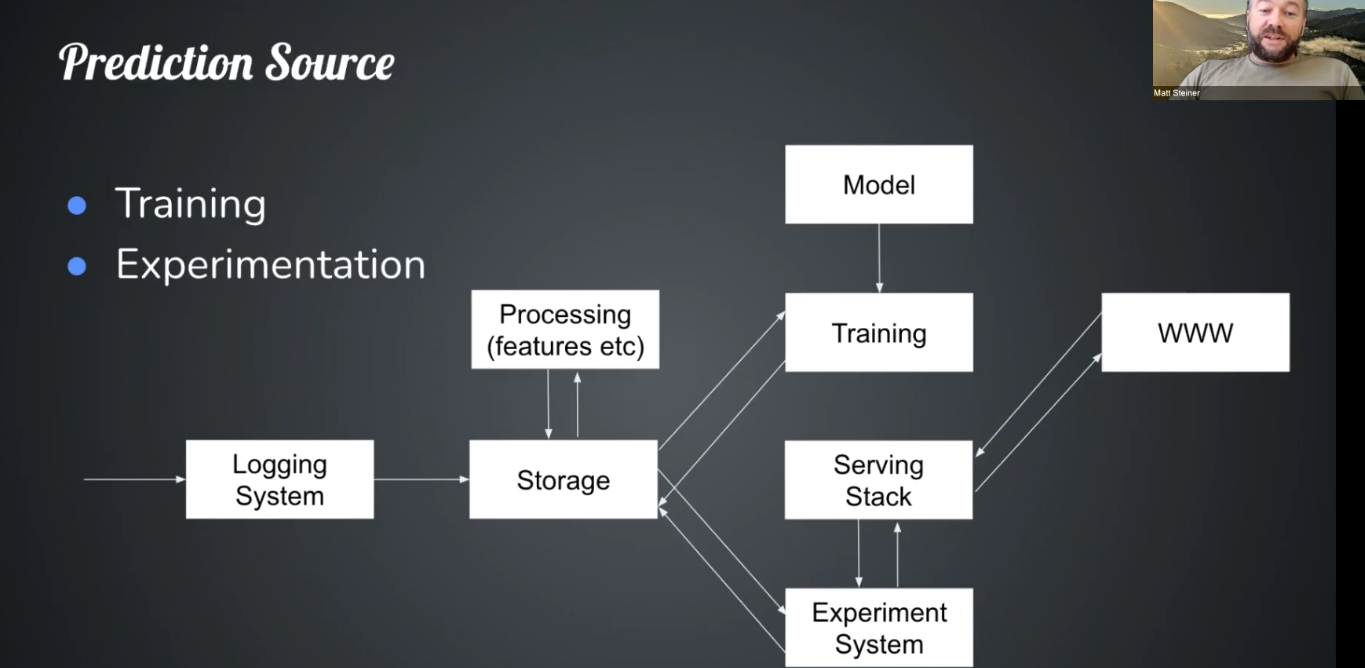 Prediction Source
Matt Steiner
Training
Experimentation
Model
Processing
(features etc)
Training
WWW
Logging
System
Storage
Serving
Stack
Experiment
System